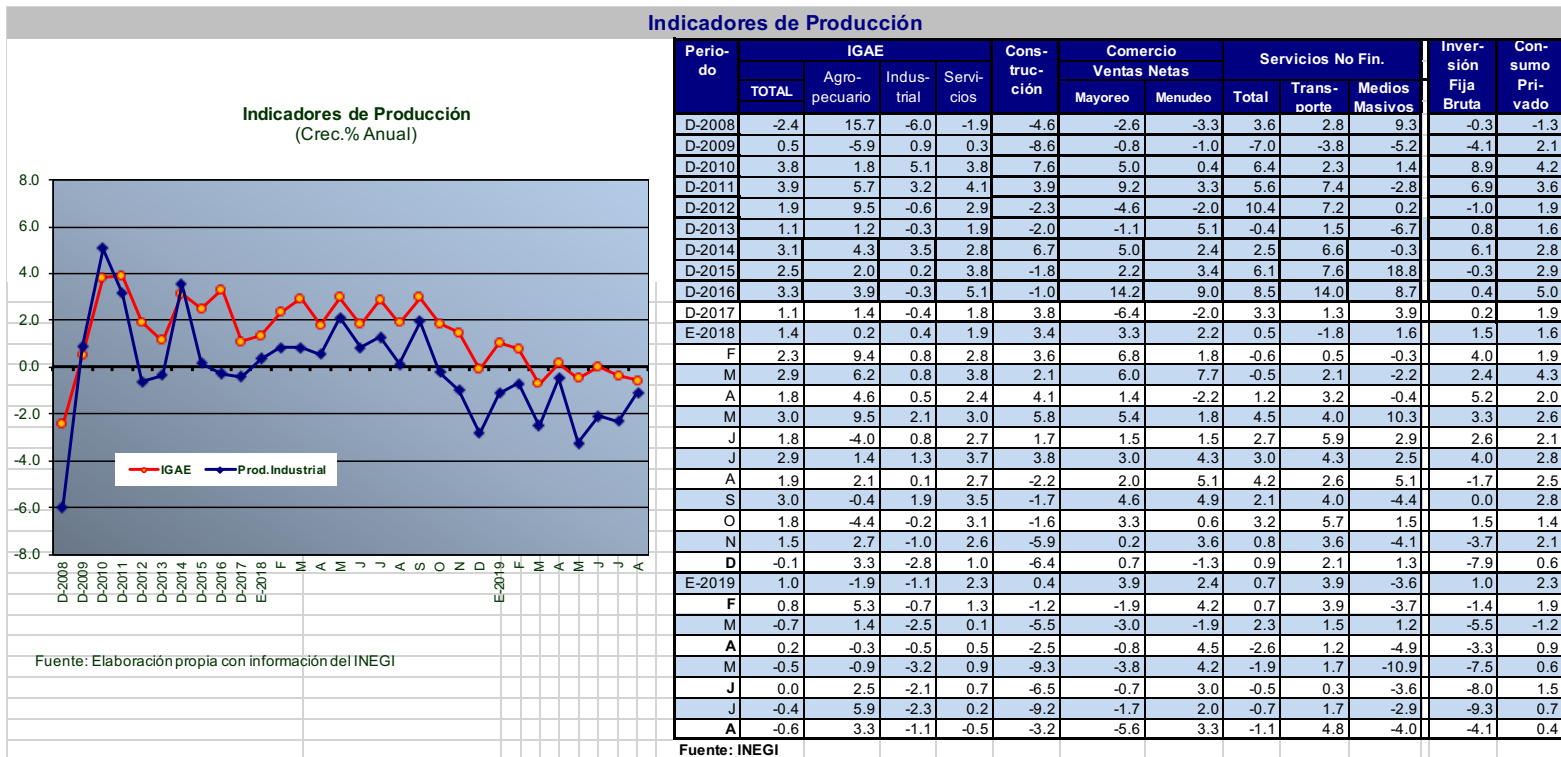 Indicadores de Producción
Indicadores de Producción
(Crec.% Anual)
8.0
6.0
4.0
2.0
0.0
-2.0
-4.0
-6.0
-8.0
IGAE Prod.Industrial
D-2008 D-2009 D-2010 D-2011 D-2012 D-2013 D-2014 D-2015 D-2016 D-2017 E-2018 F M A M J J A S O N D E-2019 F M A M J J A
Fuente: Elaboración propia con información del INEGI
Perio-do IGAE Cons-truc-ción Comercio Servicios No Fin. Inver-sión Fija Bruta Con-sumo Pri-vado
TOTAL Agro-pecuario Indus-trial Servi-cios Ventas Netas
Mayoreo Menudeo Total Trans-porte Medios Masivos
D-2008 -2.4 15.7 -6.0 -1.9 -4.6 -2.6 -3.3 3.6 2.8 9.3 -0.3 -1.3
D-2009 0.5 -5.9 0.9 0.3 -8.6 -0.8 -1.0 -7.0 -3.8 -5.2 -4.1 2.1
D-2010 3.8 1.8 5.1 3.8 7.6 5.0 0.4 6.4 2.3 1.4 8.9 4.2
D-2011 3.9 5.7 3.2 4.1 3.9 9.2 3.3 5.6 7.4 -2.8 6.9 3.6
D-2012 1.9 9.5 -0.6 2.9 -2.3 -4.6 -2.0 10.4 7.2 0.2 -1.0 1.9
D-2013 1.1 1.2 -0.3 1.9 -2.0 -1.1 5.1 -0.4 1.5 -6.7 0.8 1.6
D-2014 3.1 4.3 3.5 2.8 6.7 5.0 2.4 2.5 6.6 -0.3 6.1 2.8
D-2015 2.5 2.0 0.2 3.8 -1.8 2.2 3.4 6.1 7.6 18.8 -0.3 2.9
D-2016 3.3 3.9 -0.3 5.1 -1.0 14.2 9.0 8.5 14.0 8.7 0.4 5.0
D-2017 1.1 1.4 -0.4 1.8 3.8 -6.4 -2.0 3.3 1.3 3.9 0.2 1.9
E-2018 1.4 0.2 0.4 1.9 3.4 3.3 2.2 0.5 -1.8 1.6 1.5 1.6
F 2.3 9.4 0.8 2.8 3.6 6.8 1.8 -0.6 0.5 -0.3 4.0 1.9
M 2.9 6.2 0.8 3.8 2.1 6.0 7.7 -0.5 2.1 -2.2 2.4 4.3
A 1.8 4.6 0.5 2.4 4.1 1.4 -2.2 1.2 3.2 -0.4 5.2 2.0
M 3.0 9.5 2.1 3.0 5.8 5.4 1.8 4.5 4.0 10.3 3.3 2.6
J 1.8 -4.0 0.8 2.7 1.7 1.5 1.5 2.7 5.9 2.9 2.6 2.1
J 2.9 1.4 1.3 3.7 3.8 3.0 4.3 3.0 4.3 2.5 4.0 2.8
A 1.9 2.1 0.1 2.7 -2.2 2.0 5.1 4.2 2.6 5.1 -1.7 2.5
S 3.0 -0.4 1.9 3.5 -1.7 4.6 4.9 2.1 4.0 -4.4 0.0 2.8
O 1.8 -4.4 -0.2 3.1 -1.6 3.3 0.6 3.2 5.7 1.5 1.5 1.4
N 1.5 2.7 -1.0 2.6 -5.9 0.2 3.6 0.8 3.6 -4.1 -3.7 2.1
D -0.1 3.3 -2.8 1.0 -6.4 0.7 -1.3 0.9 2.1 1.3 -7.9 0.6
E-2019 1.0 -1.9 -1.1 2.3 0.4 3.9 2.4 0.7 3.9 -3.6 1.0 2.3
F 0.8 5.3 -0.7 1.3 -1.2 -1.9 4.2 0.7 3.9 -3.7 -1.4 1.9
M -0.7 1.4 -2.5 0.1 -5.5 -3.0 -1.9 2.3 1.5 1.2 -5.5 -1.2
A 0.2 -0.3 -0.5 0.5 -2.5 -0.8 4.5 -2.6 1.2 -4.9 -3.3 0.9
M -0.5 -0.9 -3.2 0.9 -9.3 -3.8 4.2 -1.9 1.7 -10.9 -7.5 0.6
J 0.0 2.5 -2.1 0.7 -6.5 -0.7 3.0 -0.5 0.3 -3.6 -8.0 1.5
J -0.4 5.9 -2.3 0.2 -9.2 -1.7 2.0 -0.7 1.7 -2.9 -9.3 0.7
A -0.6 3.3 -1.1 -0.5 -3.2 -5.6 3.3 -1.1 4.8 -4.0 -4.1 0.4
Fuente: INEGI